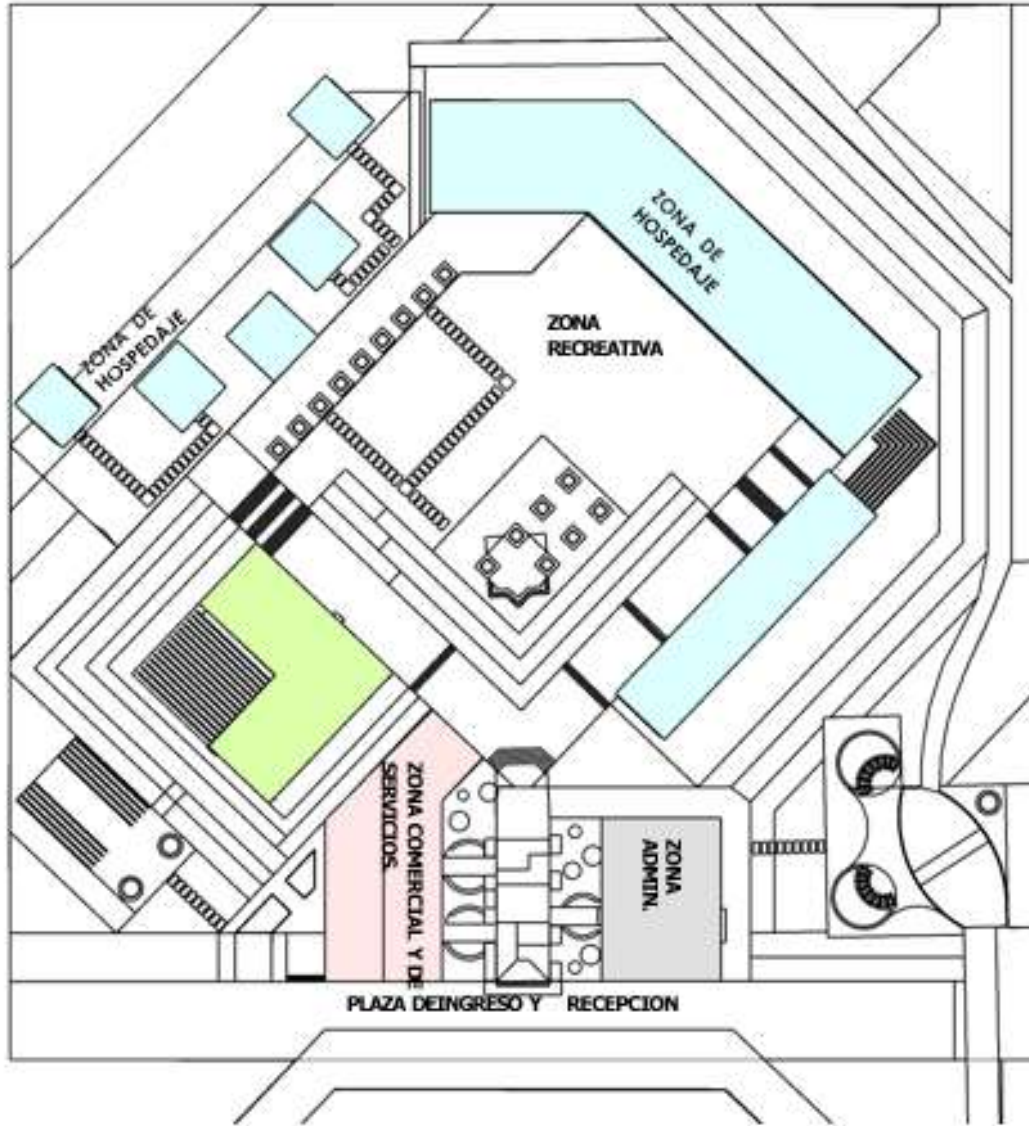 ZONA DE
HOSPEDAJE
ZONA
RECREATIVA
ZONA DE
HOSPEDAJE
ZONA COMERCIAL Y DE
SERVICIOS.
ZONA
ADMIN.
PLAZA DEINGRESO Y RECEPCION